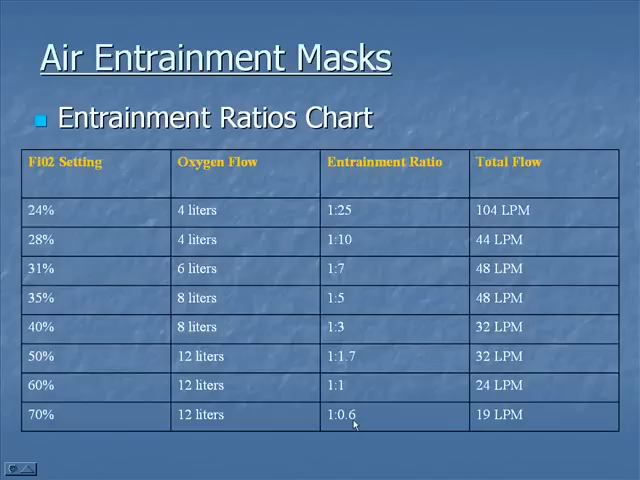 Air Entrainment Masks
Entrainment Ratios Chart
FI02 Setting Oxygen Flow Entrainment Ratio Total Flow
24% 4 liters 1:25 104 LPM
28% 4 liters 1:10 44 LPM
31% 6 liters 1:7 48 LPM
35% 8 liters 1:5 48 LPM
40% 8 liters 1:3 32 LPM
50% 12 liters 1:1.7 32 LPM
60% 12 liters 1:1 24 LPM
70% 12 liters 1:0.6 19 LPM